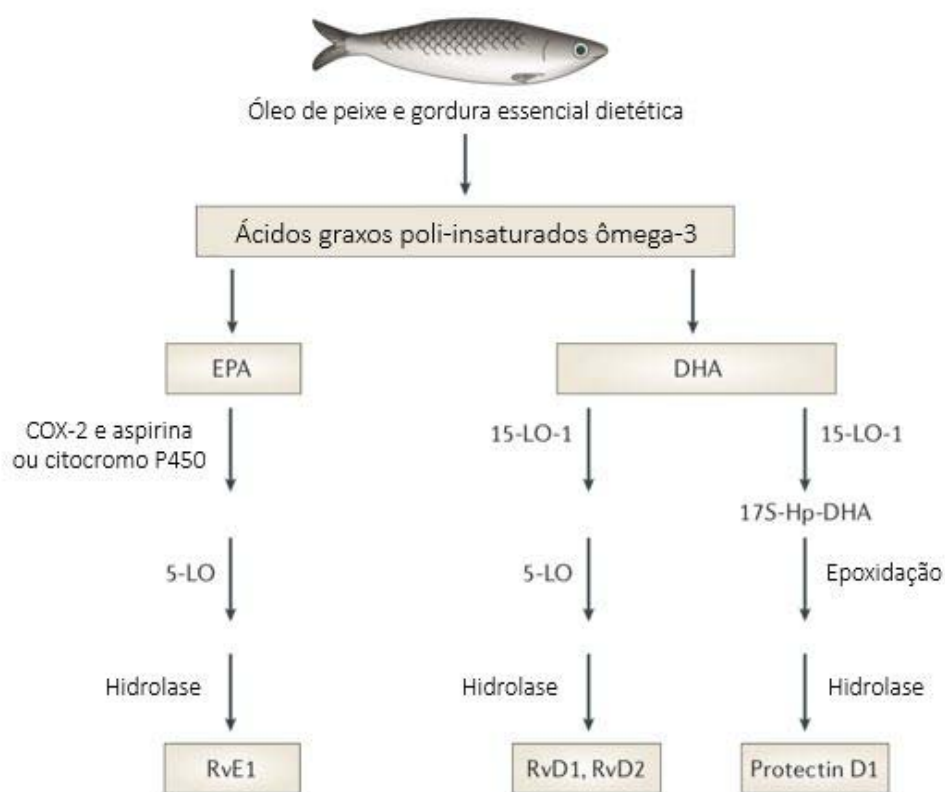 Óleo de peixe e gordura essencial dietética
Ácidos graxos poli-insaturados ômega-3
EPA
DHA
COX-2 e aspirina
ou citocromo P450
15-LO-1
15-LO-1
17S-Hp-DHA
5-LO
5-LO
Epoxidação
Hidrolase
Hidrolase
Hidrolase
RvE1
RvD1, RvD2
Protectin D1